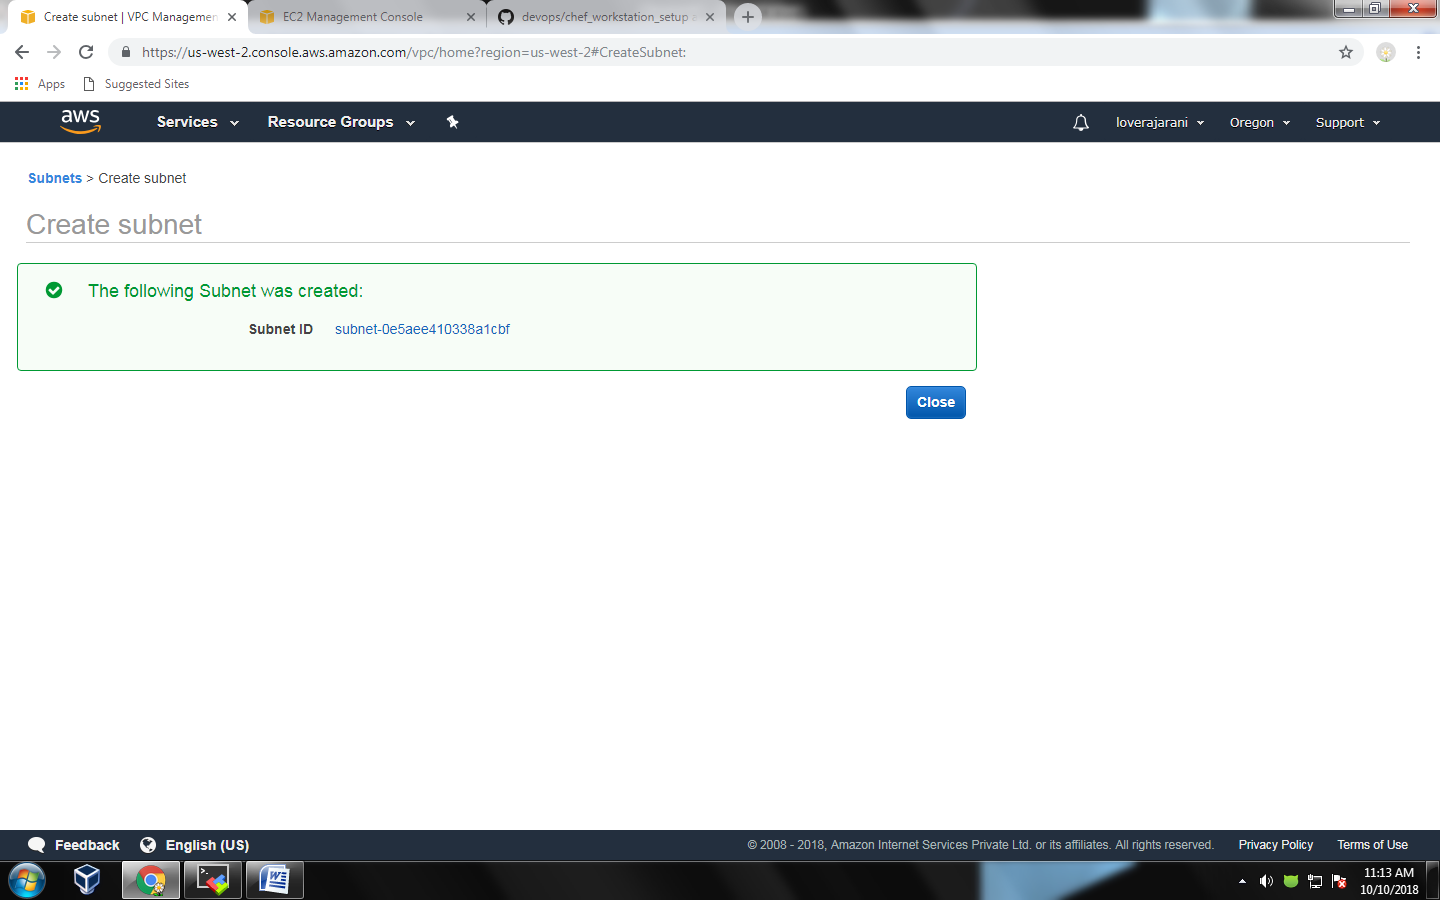 Create subnet | VPC Managemen
EC2 Management Console
devops/chef_workstation_setup
https://us-west-2.console.aws.amazon.com/vpc/home?region=us-west-2#CreateSubnet:
Apps
Suggested Sites
aws
Services
Resource Groups
loverajarani
Oregon
Support
Subnets > Create subnet
Create subnet
The following Subnet was created:
Subnet ID subnet-0e5aee410338a1cbf
Close
Feedback
English (US)
© 2008 - 2018, Amazon Internet Services Private Ltd. or its affiliates. All rights reserved.
Privacy Policy
Terms of Use
11:13 AM
10/10/2018